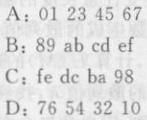 A: 01 23 45 67
B: 89 ab cd ef
C: fe dc ba 98
D: 76 54 32 10